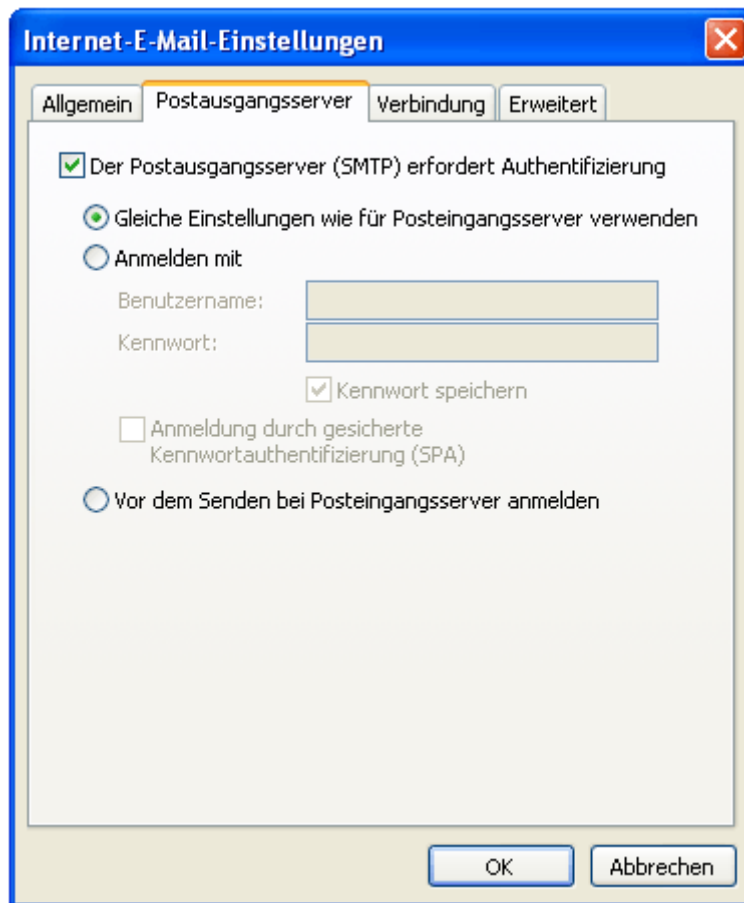 Internet-E-Mail-Einstellungen
Allgemein Postausgangsserver Verbindung Erweitert
Der Postausgangsserver (SMTP) erfordert Authentifizierung
Gleiche Einstellungen wie für Posteingangsserver verwenden
Anmelden mit
Benutzername:
Kennwort:
Kennwort speichern
Anmeldung durch gesicherte
Kennwortauthentifizierung (SPA)
Vor dem Senden bei Posteingangsserver anmelden
OK Abbrechen